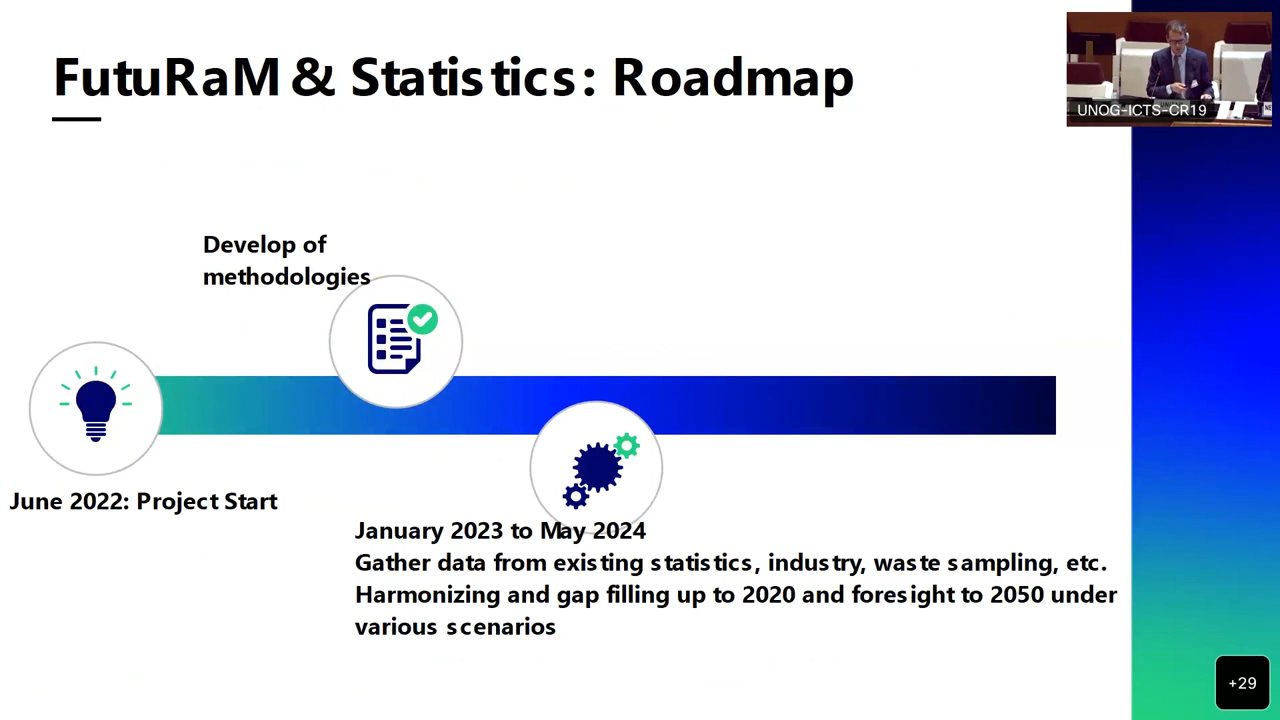 FutuRaM & Statistics: Roadmap
UNOG-ICTS-CR19
Develop of
methodologies
June 2022: Project Start
January 2023 to May 2024
Gather data from existing statistics, industry, waste sampling, etc.
Harmonizing and gap filling up to 2020 and foresight to 2050 under
various scenarios
+29